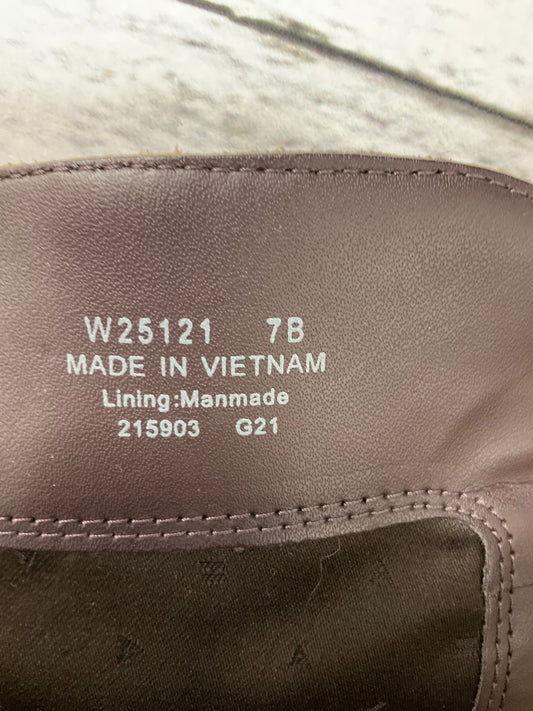 W25121 7B
MADE IN VIETNAM
Lining:Manmade
215903 G21